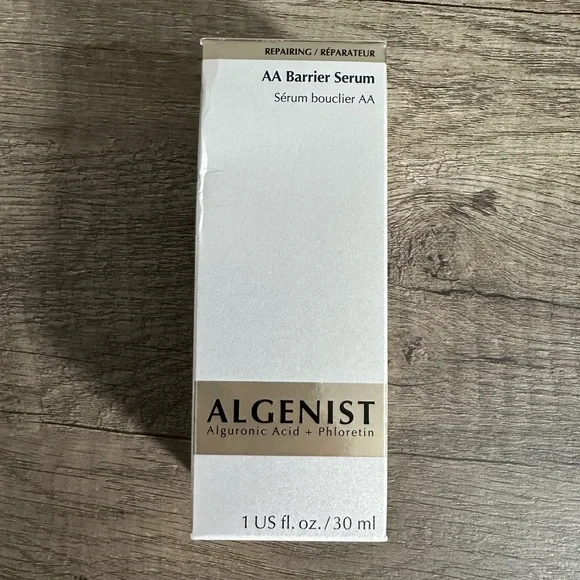 REPAIRING / RÉPARATEUR
AA Barrier Serum
Sérum bouclier AA
ALGENIST
Alguronic Acid + Phloretin
1 US fl. oz. / 30 ml